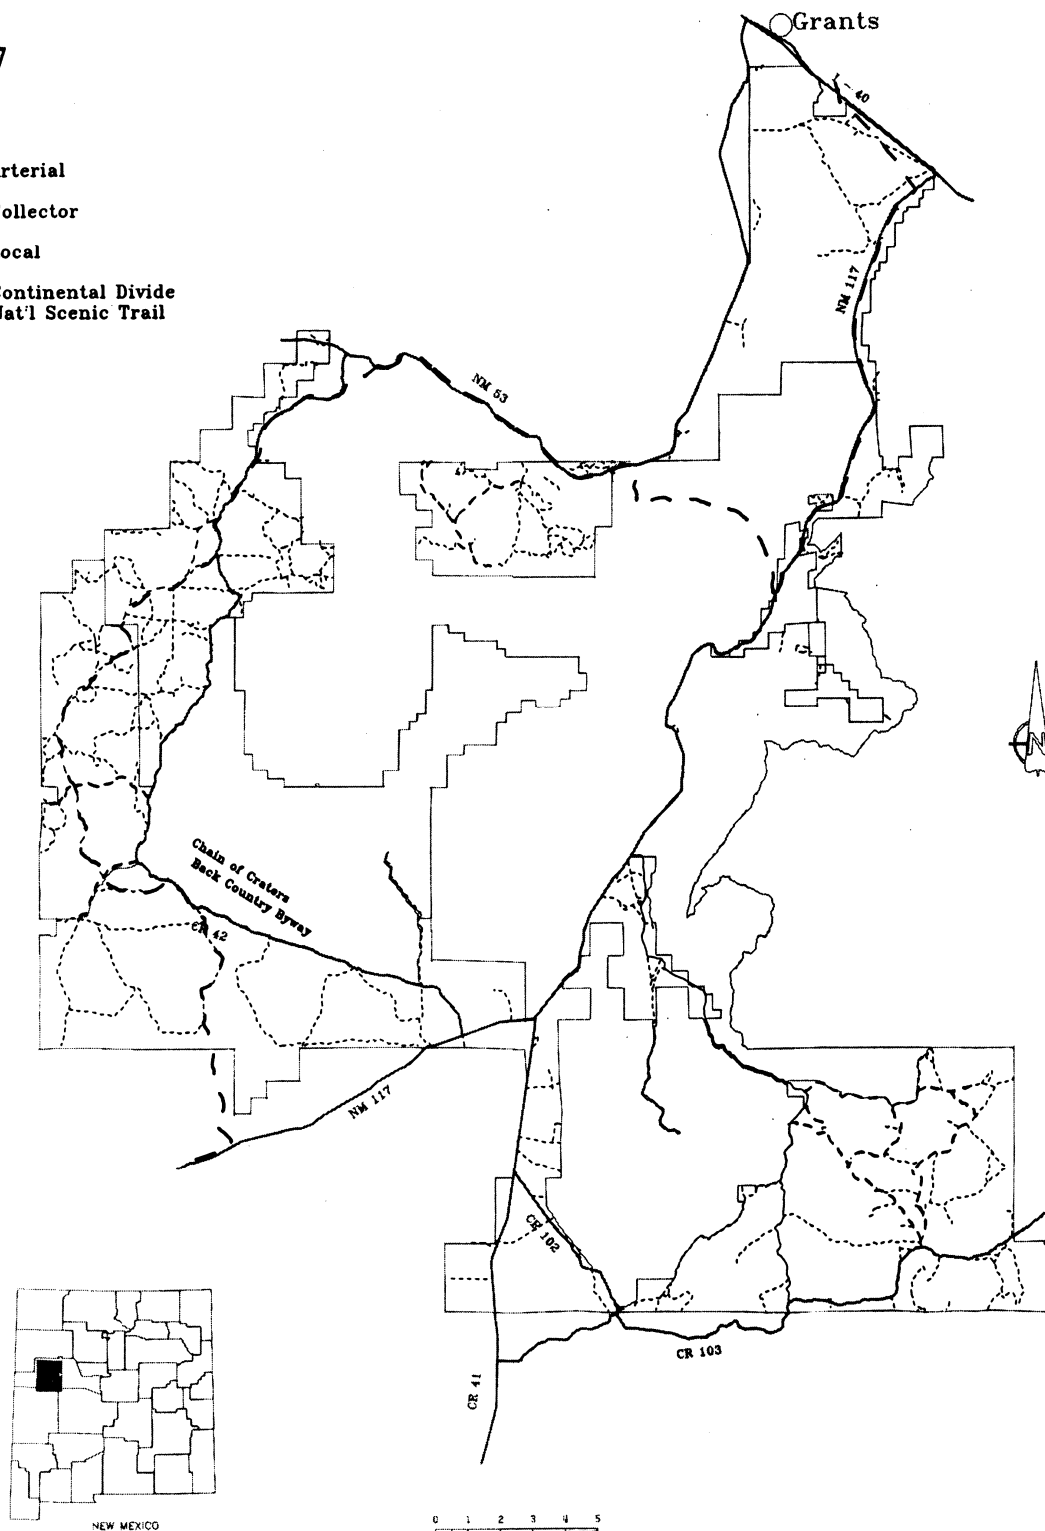 Grants
7
I - 40
rterial
ollector
ocal
ontinental Divide
Nat'l Scenic Trail
NM 117
NM 53
Chain of Craters
Back Country Byway
CR 42
NM 117
CR 102
CR 103
CR 41
N
NEW MEXICO
0 1 2 3 4 5